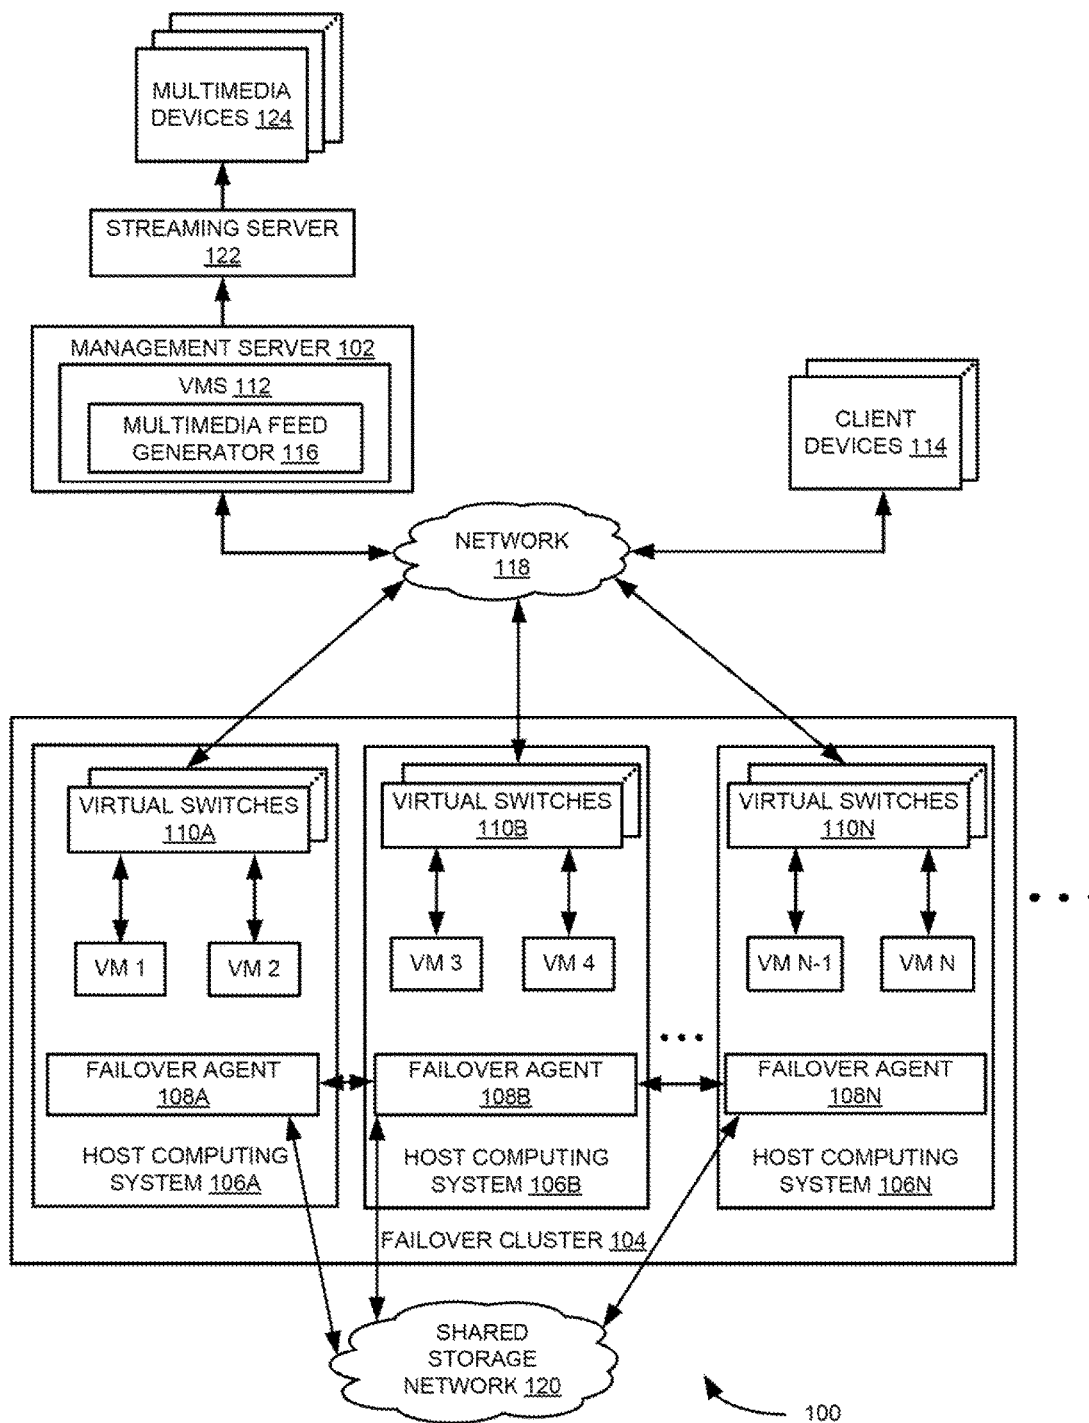 MULTIMEDIA
DEVICES 124
STREAMING SERVER
122
MANAGEMENT SERVER 102
VMS 112
MULTIMEDIA FEED
GENERATOR 116
CLIENT
DEVICES 114
NETWORK
118
VIRTUAL SWITCHES
110A
VIRTUAL SWITCHES
110B
VIRTUAL SWITCHES
110N
VM 1
VM 2
VM 3
VM 4
VM N-1
VM N
FAILOVER AGENT
108A
FAILOVER AGENT
108B
FAILOVER AGENT
108N
HOST COMPUTING
SYSTEM 106A
HOST COMPUTING
SYSTEM 106B
HOST COMPUTING
SYSTEM 106N
FAILOVER CLUSTER 104
SHARED
STORAGE
NETWORK 120
100